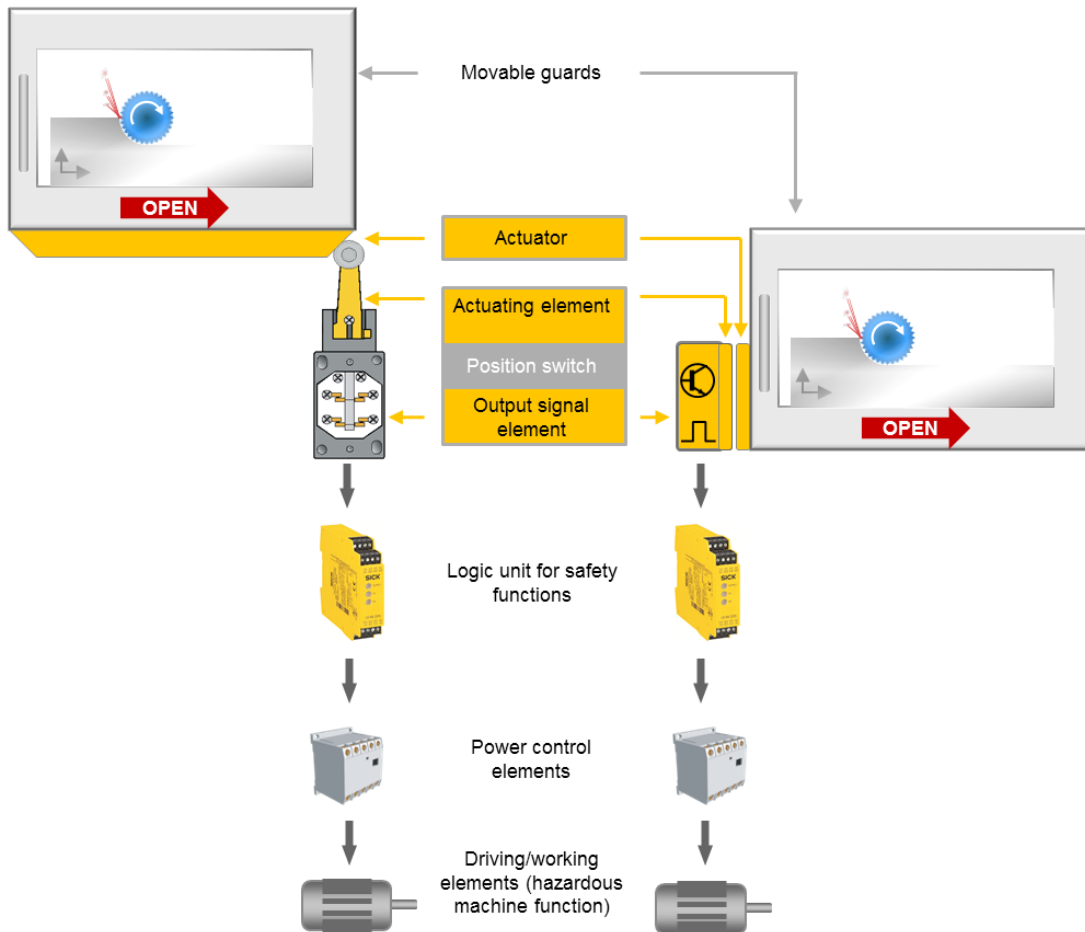 Movable guards
OPEN
Actuator
Actuating element
Position switch
Output signal
element
OPEN
SICK
SICK
Logic unit for safety
functions
Power control
elements
Driving/working
elements (hazardous
machine function)